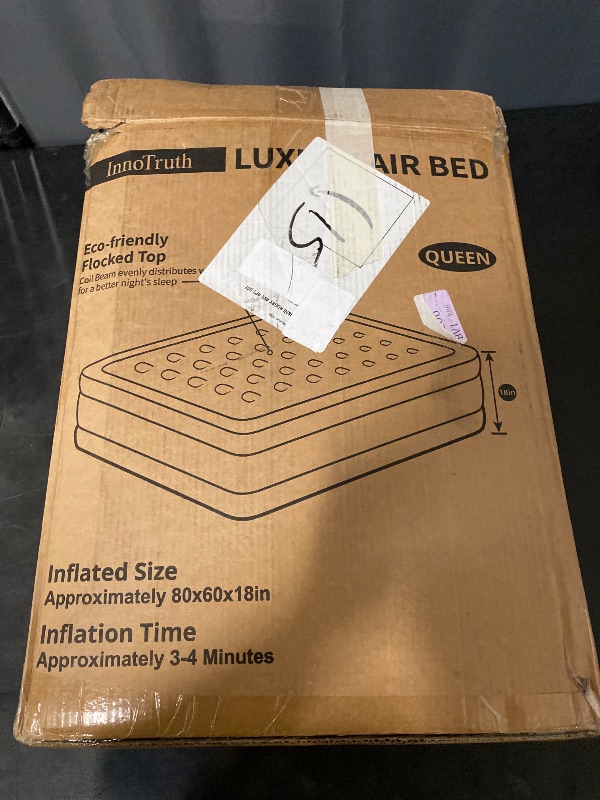 InnoTruth LUX AIR BED
Eco-friendly
Flocked Top
QUEEN
Coil Beam evenly distributes
for a better night's sleep
18in
Inflated Size
Approximately 80x60x18in
Inflation Time
Approximately 3-4 Minutes